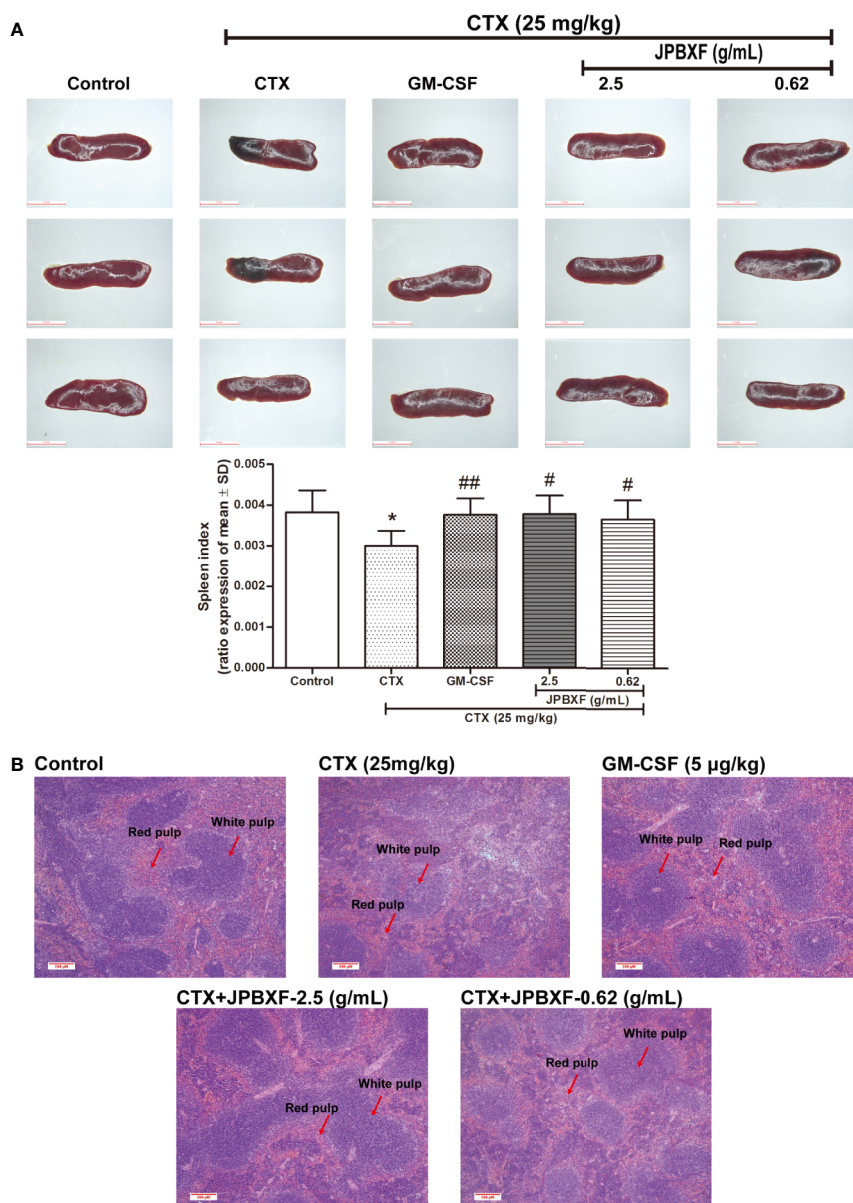 A
CTX (25 mg/kg)
JPBXF (g/mL)
Control
CTX
GM-CSF
2.5
0.62
0.005
0.004
0.003
0.002
0.001
0.000
Spleen index
(ratio expression of mean ± SD)
*
##
#
#
Control
CTX
GM-CSF
2.5
0.62
JPBXF (g/mL)
CTX (25 mg/kg)
B
Control
CTX (25mg/kg)
GM-CSF (5 µg/kg)
Red pulp
White pulp
White pulp
Red pulp
White pulp
Red pulp
CTX+JPBXF-2.5 (g/mL)
CTX+JPBXF-0.62 (g/mL)
White pulp
Red pulp
White pulp
Red pulp